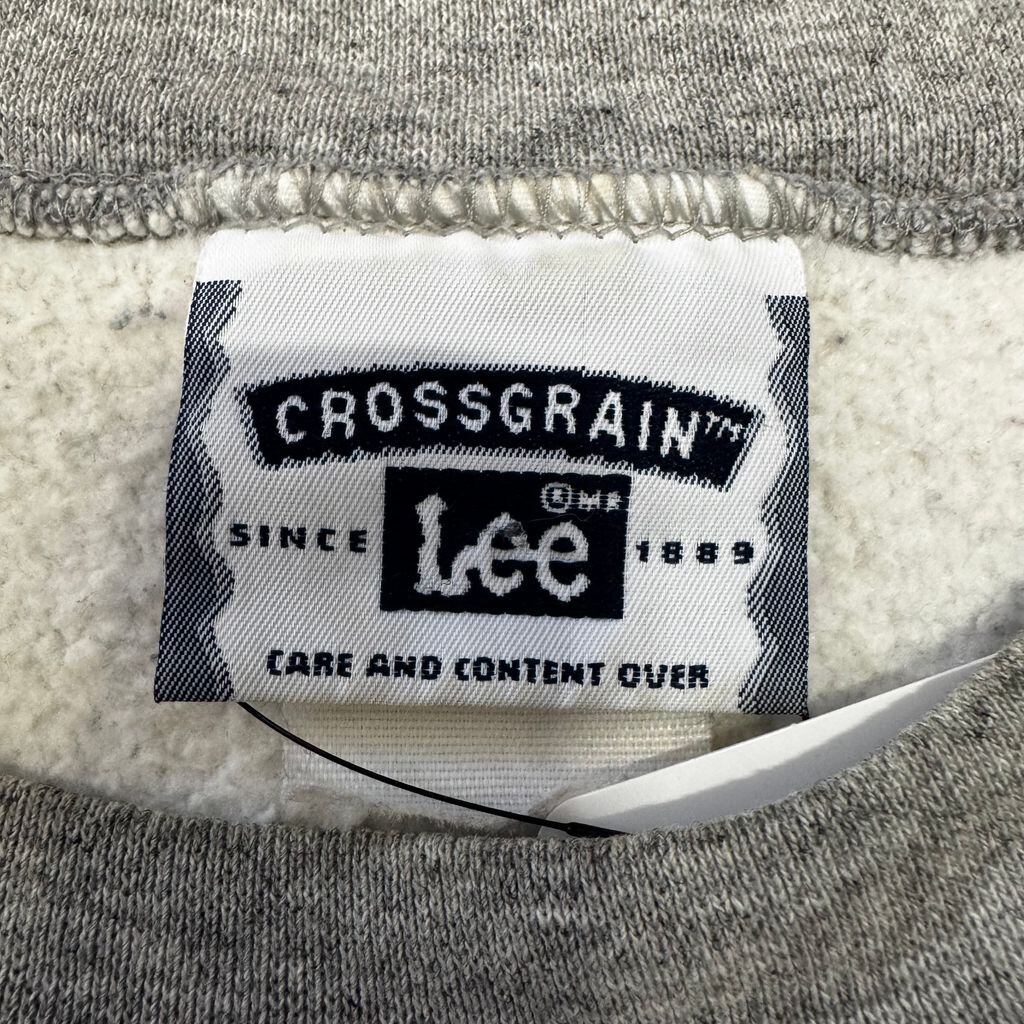 CROSSGRAIN™
Lee ® MR
SINCE 1889
CARE AND CONTENT OVER